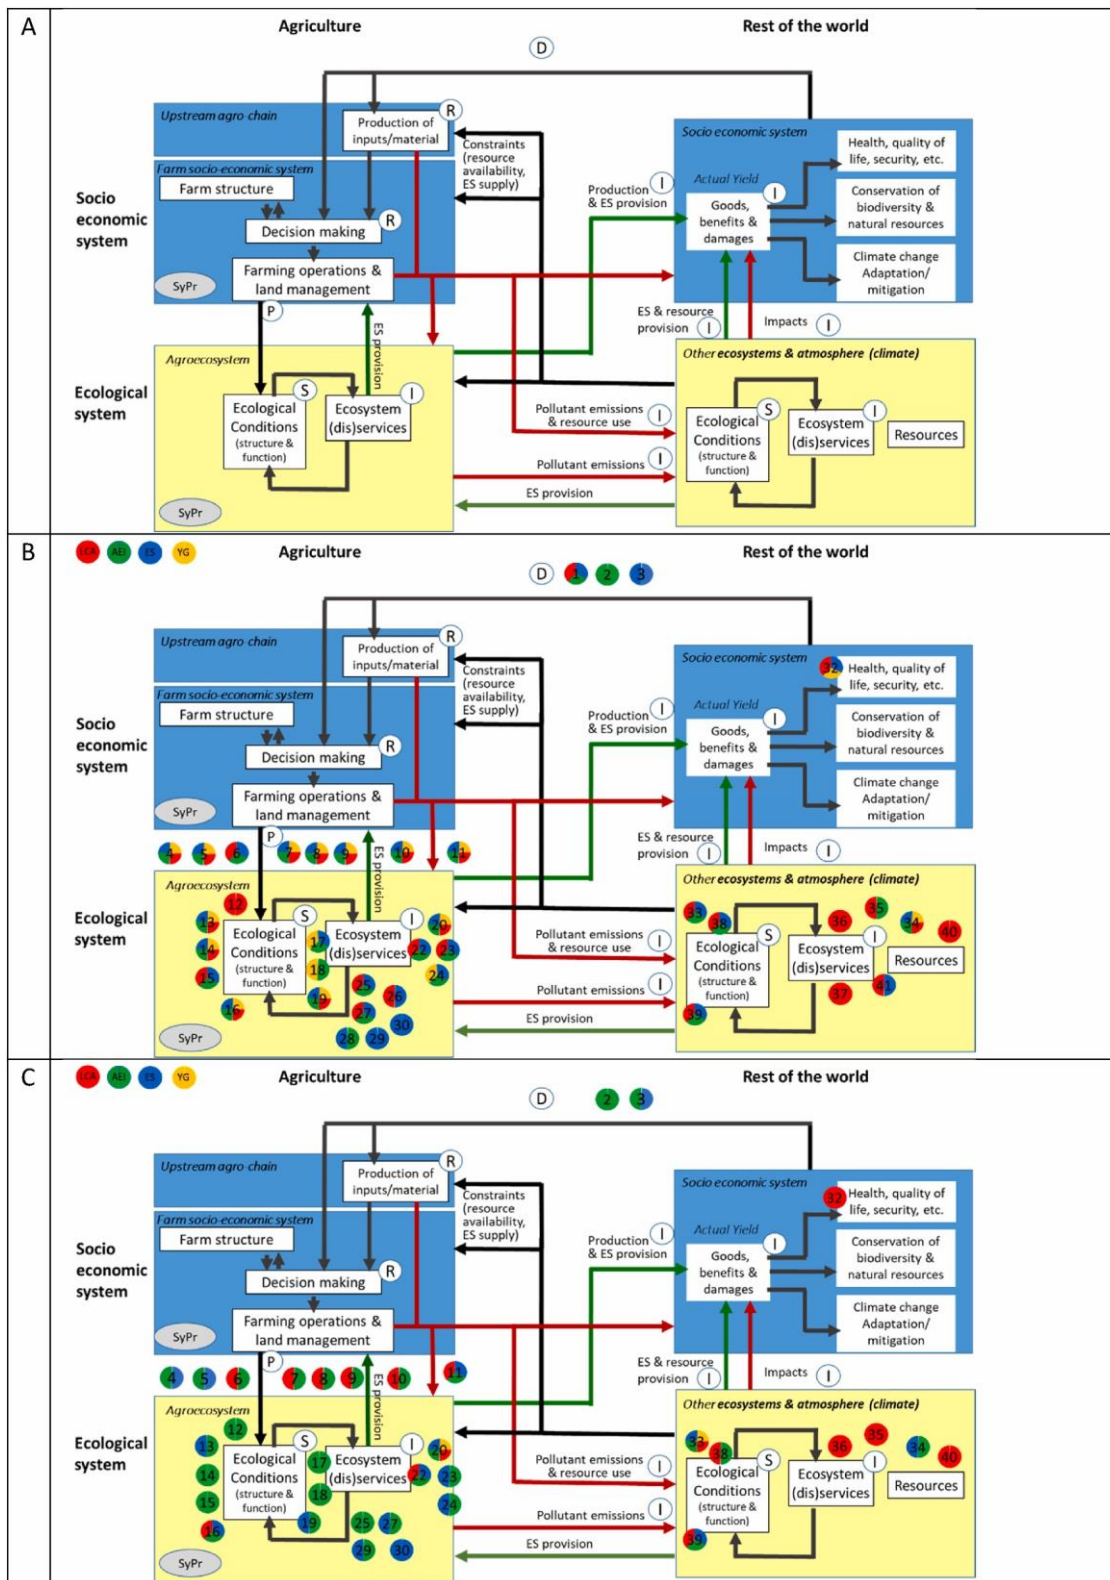 A
Agriculture
Rest of the world
D
Upstream agro-chain
Production of
inputs/material
R
Constraints
(resource
availability,
ES supply)
Farm socio-economic system
Farm structure
Decision making
R
Farming operations &
land management
SyPr
P
Socio
economic
system
Production
& ES provision
I
Socio economic system
Actual Yield
I
Goods,
benefits &
damages
Health, quality of
life, security, etc.
Conservation of
biodiversity &
natural resources
Climate change
Adaptation/
mitigation
ES & resource
provision
I
Impacts
I
ES provision
Ecological
system
Agroecosystem
S
Ecological
Conditions
(structure &
function)
I
Ecosystem
(dis)services
SyPr
Pollutant emissions
& resource use
I
Pollutant emissions
I
ES provision
Other ecosystems & atmosphere (climate)
S
Ecological
Conditions
(structure &
function)
I
Ecosystem
(dis)services
Resources
B
LCA
AEI
ES
YG
Agriculture
Rest of the world
D
1
2
3
Upstream agro-chain
Production of
inputs/material
R
Constraints
(resource
availability,
ES supply)
Farm socio-economic system
Farm structure
Decision making
R
Farming operations &
land management
SyPr
P
Socio
economic
system
Production
& ES provision
I
Socio economic system
Actual Yield
I
Goods,
benefits &
damages
32
Health, quality of
life, security, etc.
Conservation of
biodiversity &
natural resources
Climate change
Adaptation/
mitigation
ES & resource
provision
I
Impacts
I
4
5
6
7
8
9
10
11
ES provision
Ecological
system
Agroecosystem
12
13
14
15
16
S
Ecological
Conditions
(structure &
function)
17
18
19
I
Ecosystem
(dis)services
20
22
23
24
25
26
27
28
29
30
SyPr
Pollutant emissions
& resource use
I
Pollutant emissions
I
ES provision
Other ecosystems & atmosphere (climate)
33
38
39
S
Ecological
Conditions
(structure &
function)
36
35
34
40
I
Ecosystem
(dis)services
37
41
Resources
C
LCA
AEI
ES
YG
Agriculture
Rest of the world
D
2
3
Upstream agro-chain
Production of
inputs/material
R
Constraints
(resource
availability,
ES supply)
Farm socio-economic system
Farm structure
Decision making
R
Farming operations &
land management
SyPr
P
Socio
economic
system
Production
& ES provision
I
Socio economic system
Actual Yield
I
Goods,
benefits &
damages
32
Health, quality of
life, security, etc.
Conservation of
biodiversity &
natural resources
Climate change
Adaptation/
mitigation
ES & resource
provision
I
Impacts
I
4
5
6
7
8
9
10
11
ES provision
Ecological
system
Agroecosystem
12
13
14
15
16
S
Ecological
Conditions
(structure &
function)
17
18
19
I
Ecosystem
(dis)services
20
22
23
24
25
27
29
30
SyPr
Pollutant emissions
& resource use
I
Pollutant emissions
I
ES provision
Other ecosystems & atmosphere (climate)
33
38
39
S
Ecological
Conditions
(structure &
function)
36
35
34
40
I
Ecosystem
(dis)services
Resources